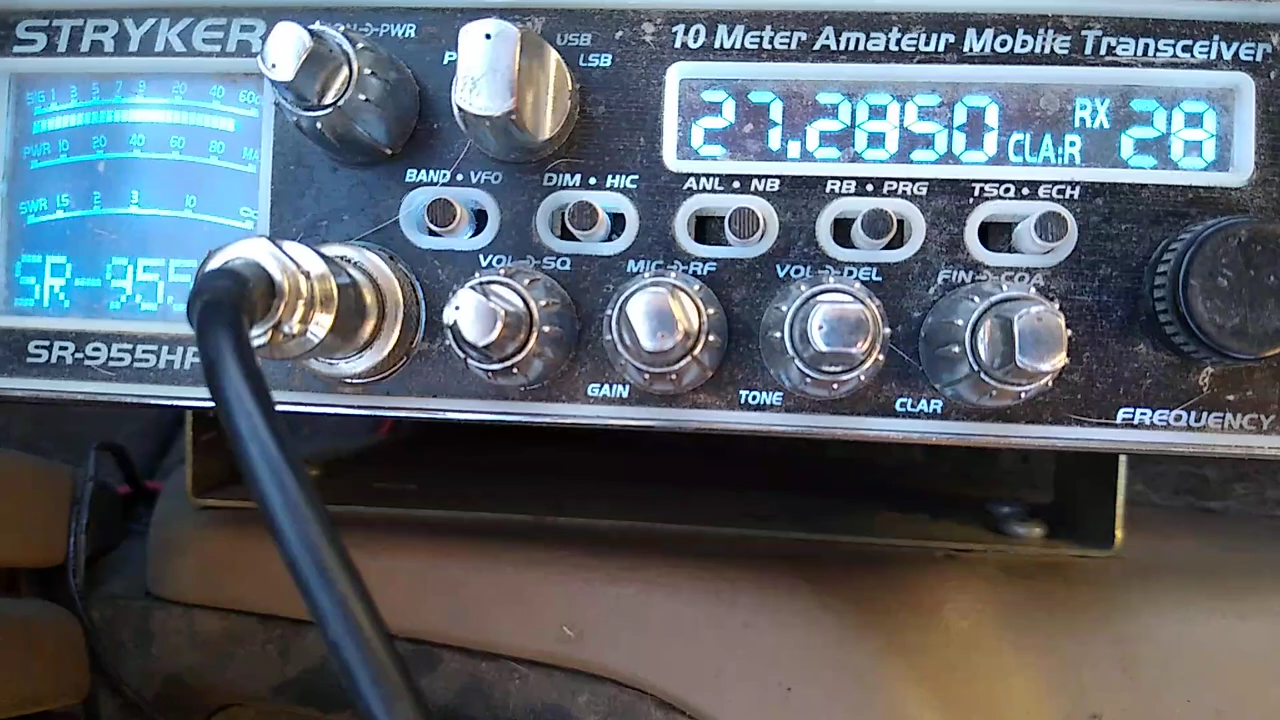 STRYKER
PWR
USB
LSB
10 Meter Amateur Mobile Transceiver
SIG 1 3 5 7 9 20 40 60
PWR 10 20 40 60 80
SWR 1.5 2 3 10 ∞
SR-955
SR-955HP
27.2850 CLAR RX 28
BAND • VFO
DIM • HIC
ANL • NB
RB • PRG
TSQ • ECH
VOL SQ
MIC RF
VOL DEL
FIN COA
GAIN
TONE
CLAR
FREQUENCY